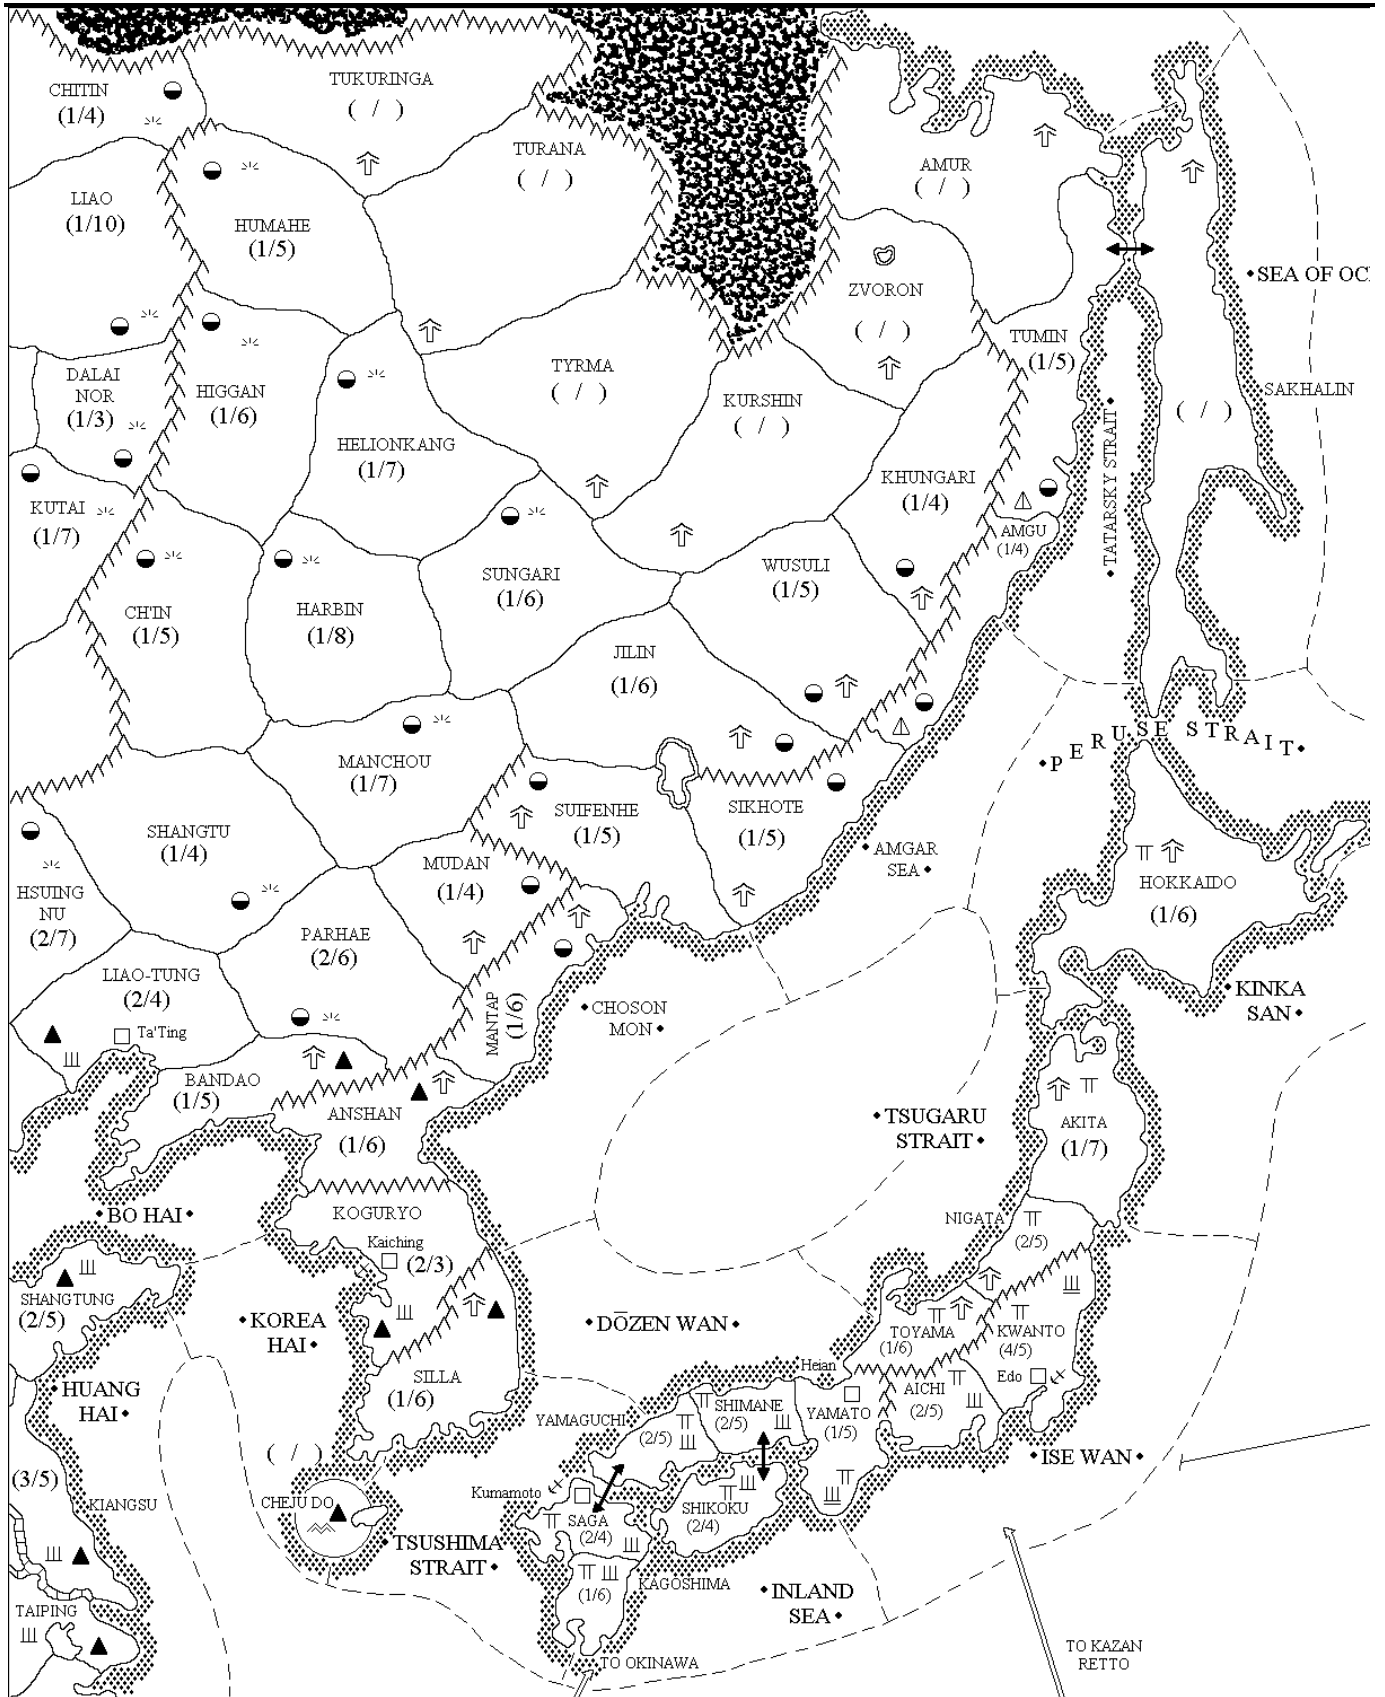 CHITIN
(1/4)
TUKURINGA
( / )
TURANA
( / )
AMUR
( / )
LIAO
(1/10)
HUMAHE
(1/5)
SEA OF OC
ZVORON
( / )
TUMIN
(1/5)
DALAI
NOR
(1/3)
HIGGAN
(1/6)
TYRMA
( / )
KURSHIN
( / )
SAKHALIN
( / )
HELIONKANG
(1/7)
KHUNGARI
(1/4)
TATARSKY STRAIT
KUTAI
(1/7)
AMGU
(1/4)
SUNGARI
(1/6)
WUSULI
(1/5)
CH'IN
(1/5)
HARBIN
(1/8)
JILIN
(1/6)
PERUSE STRAIT
MANCHOU
(1/7)
SUIFENHE
(1/5)
SIKHOTE
(1/5)
SHANGTU
(1/4)
AMGAR
SEA
MUDAN
(1/4)
HOKKAIDO
(1/6)
HSUING
NU
(2/7)
PARHAE
(2/6)
LIAO-TUNG
(2/4)
Ta'Ting
MANTAP
(1/6)
CHOSON
MON
KINKA
SAN
BANDAO
(1/5)
ANSHAN
(1/6)
TSUGARU
STRAIT
AKITA
(1/7)
BO HAI
KOGURYO
Kaiching
(2/3)
NIGATA
(2/5)
SHANGTUNG
(2/5)
KOREA
HAI
DŌZEN WAN
TOYAMA
(1/6)
KWANTO
(4/5)
Edo
HUANG
HAI
SILLA
(1/6)
Heian
AICHI
(2/5)
YAMAGUCHI
(2/5)
SHIMANE
(2/5)
YAMATO
(1/5)
ISE WAN
( / )
CHEJU DO
(3/5)
KIANGSU
Kumamoto
SAGA
(2/4)
SHIKOKU
(2/4)
TSUSHIMA
STRAIT
(1/6)
KAGOSHIMA
INLAND
SEA
TAIPING
TO OKINAWA
TO KAZAN
RETTO